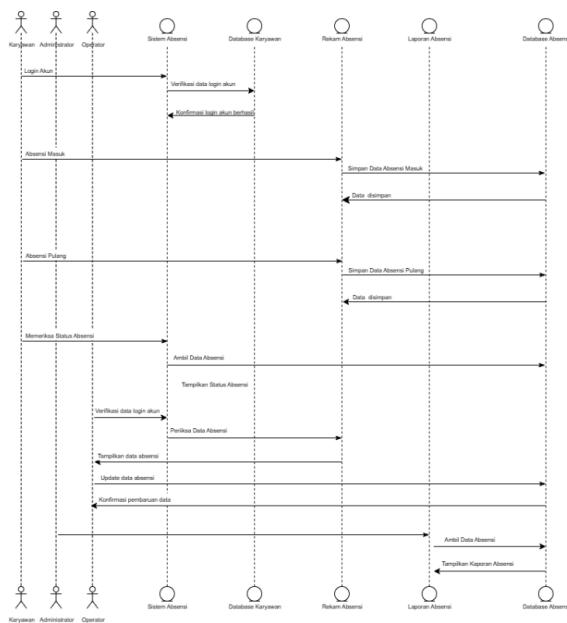 Karyawan Administrator Operator Sistem Absensi Database Karyawan Rekam Absensi Laporan Absensi Database Absensi
Login Akun
Verifikasi data login akun
Konfirmasi login akun berhasil
Absensi Masuk
Simpan Data Absensi Masuk
Data disimpan
Absensi Pulang
Simpan Data Absensi Pulang
Data disimpan
Memeriksa Status Absensi
Ambil Data Absensi
Tampilkan Status Absensi
Verifikasi data login akun
Periksa Data Absensi
Tampilkan data absensi
Update data absensi
Konfirmasi pembaruan data
Ambil Data Absensi
Tampilkan Kaporan Absensi
Karyawan Administrator Operator Sistem Absensi Database Karyawan Rekam Absensi Laporan Absensi Database Absensi